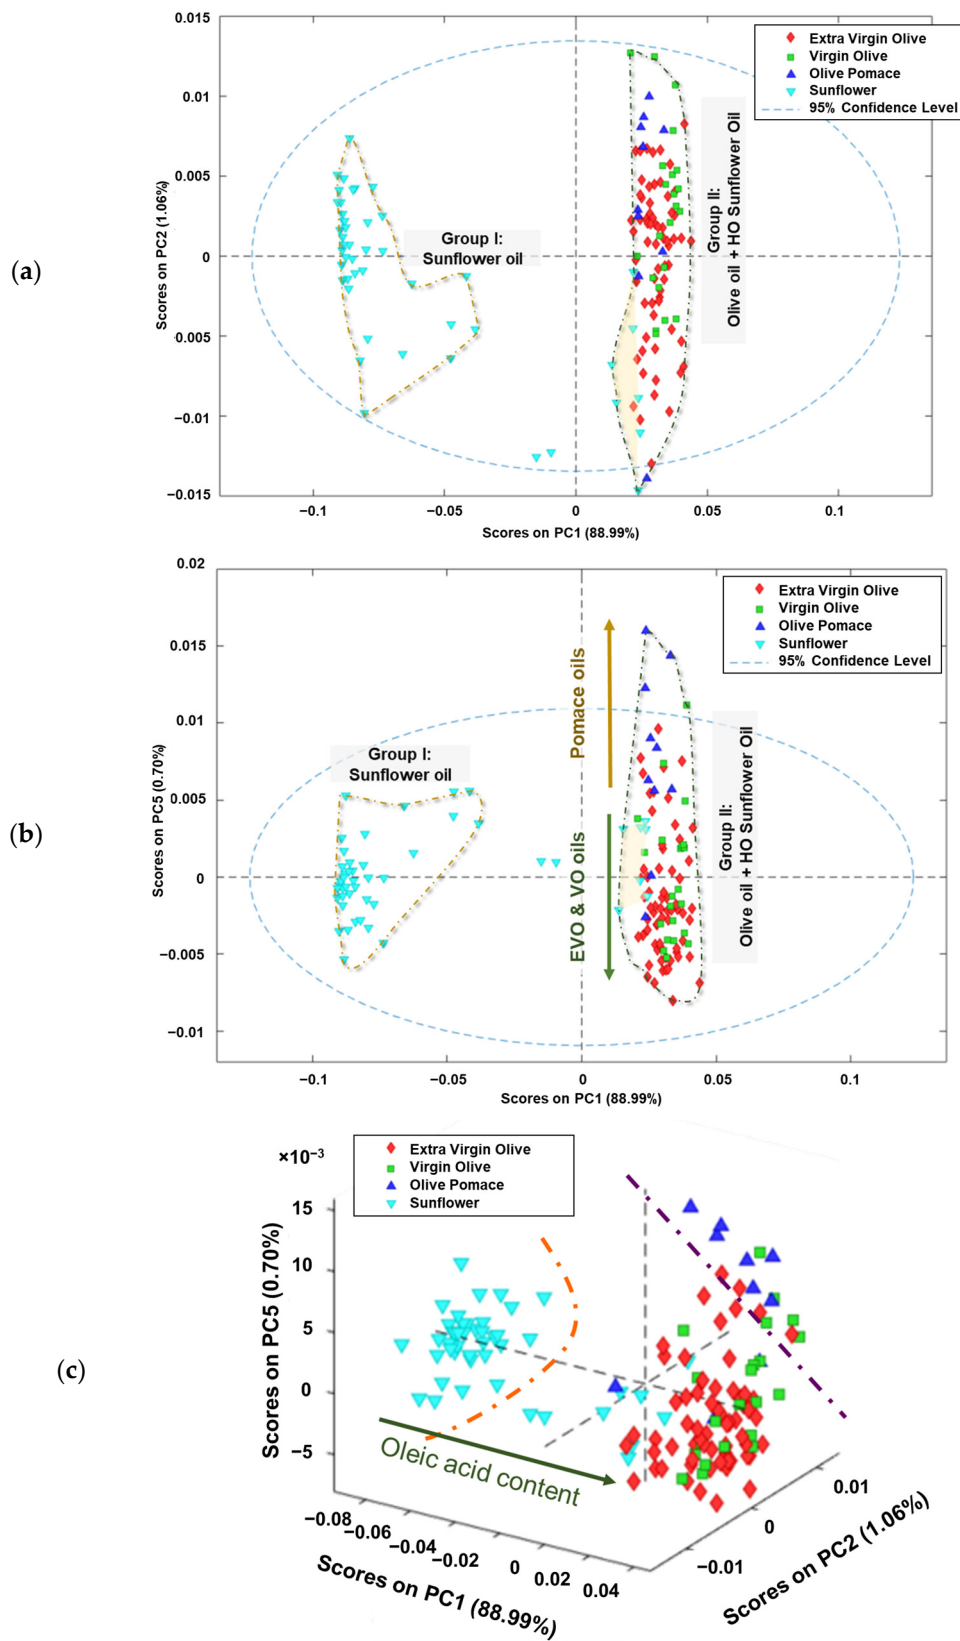 (a)
0.015
0.01
0.005
0
0.005
−0.01
−0.015
Scores on PC2 (1.06%)
−0.1
−0.05
0
0.05
0.1
Scores on PC1 (88.99%)
Extra Virgin Olive
Virgin Olive
Olive Pomace
Sunflower
95% Confidence Level
Group I:
Sunflower oil
Group II:
Olive oil + HO Sunflower Oil
(b)
0.02
0.015
0.01
0.005
0
−0.005
−0.01
Scores on PC5 (0.70%)
−0.1
−0.05
0
0.05
0.1
Scores on PC1 (88.99%)
Extra Virgin Olive
Virgin Olive
Olive Pomace
Sunflower
95% Confidence Level
Group I:
Sunflower oil
Pomace oils
EVO & VO oils
Group II:
Olive oil + HO Sunflower Oil
(c)
×10−3
15
10
5
0
−5
Scores on PC5 (0.70%)
Extra Virgin Olive
Virgin Olive
Olive Pomace
Sunflower
Oleic acid content
−0.08
−0.06
−0.04
−0.02
0
0.02
0.04
Scores on PC1 (88.99%)
−0.01
0
0.01
Scores on PC2 (1.06%)